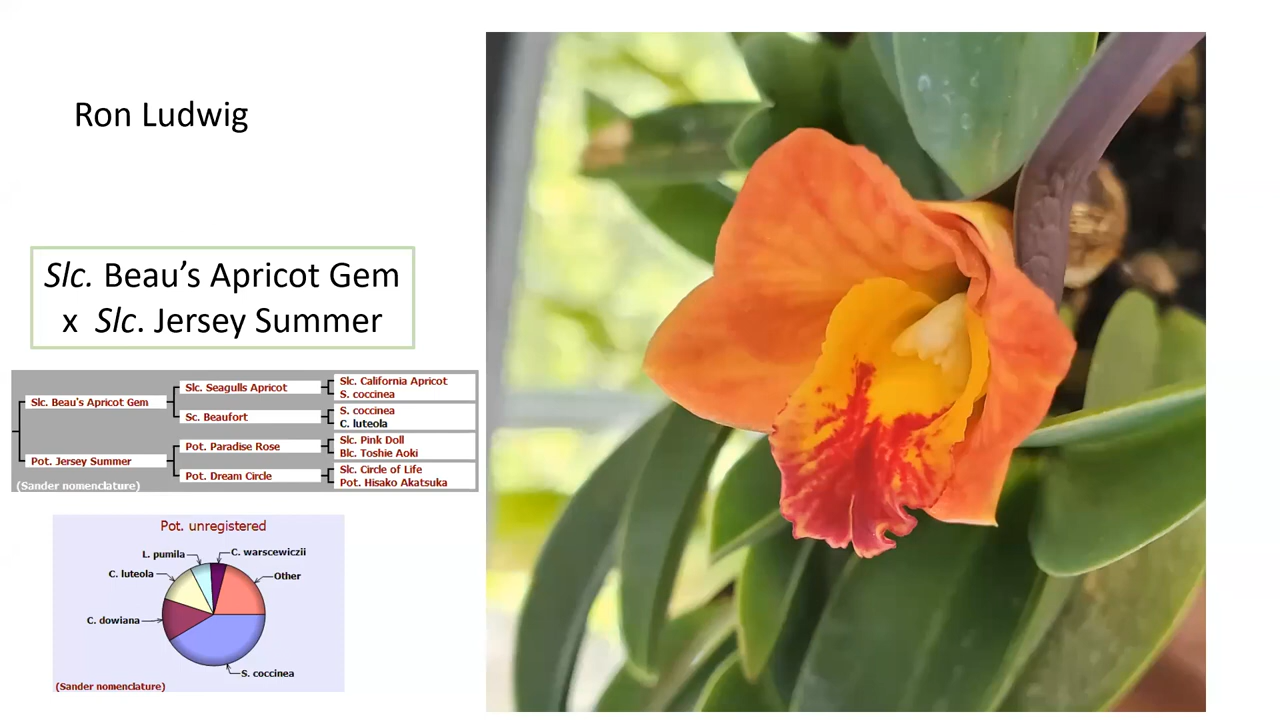 Ron Ludwig
Slc. Beau’s Apricot Gem
x Slc. Jersey Summer
Slc. Beau's Apricot Gem
Pot. Jersey Summer
(Sander nomenclature)
Slc. Seagulls Apricot
Sc. Beaufort
Pot. Paradise Rose
Pot. Dream Circle
Slc. California Apricot
S. coccinea
S. coccinea
C. luteola
Slc. Pink Doll
Blc. Toshie Aoki
Slc. Circle of Life
Pot. Hisako Akatsuka
Pot. unregistered
L. pumila
C. warscewiczii
C. luteola
Other
C. dowiana
S. coccinea
(Sander nomenclature)